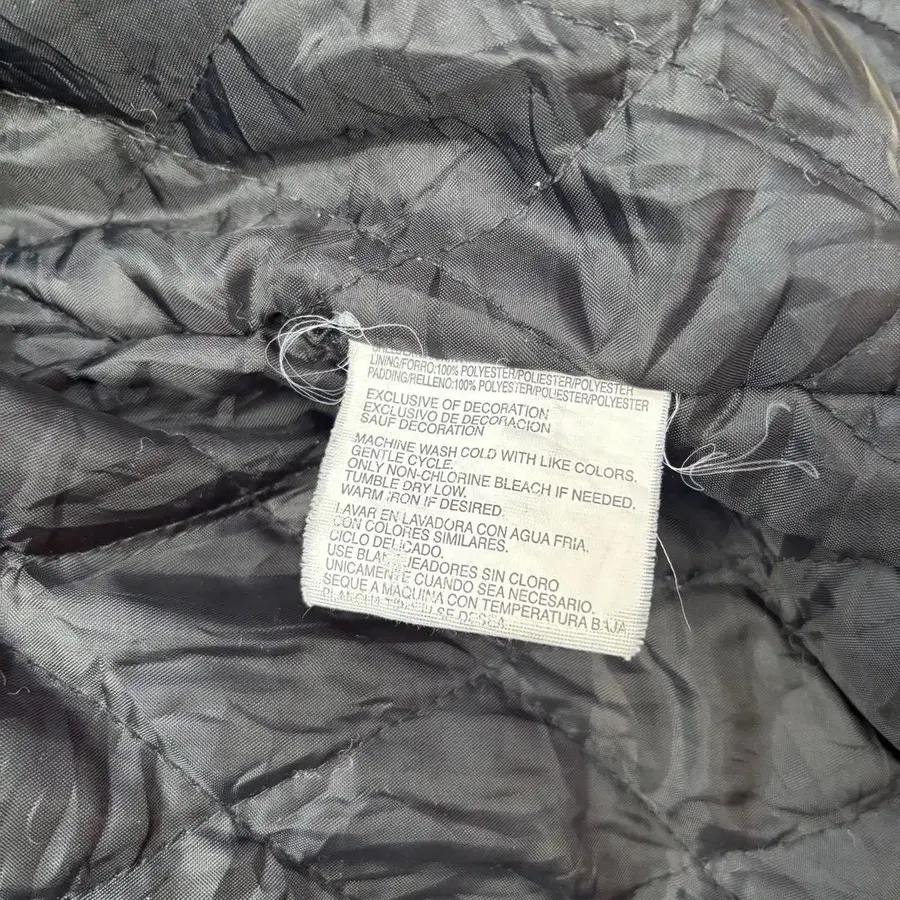 LINING/FORRO:100% POLYESTER/POLIESTER/POLYESTER
PADDING/RELLENO:100% POLYESTER/POLIESTER/POLYESTER
EXCLUSIVE OF DECORATION
EXCLUSIVO DE DECORACION
SAUF DECORATION
MACHINE WASH COLD WITH LIKE COLORS.
GENTLE CYCLE.
ONLY NON-CHLORINE BLEACH IF NEEDED.
TUMBLE DRY LOW.
WARM IRON IF DESIRED.
LAVAR EN LAVADORA CON AGUA FRIA.
CON COLORES SIMILARES.
CICLO DELICADO.
USE SIN CLORO
UNICAMENTE CUANDO SEA NECESARIO.
SEQUE A MAQUINA CON TEMPERATURA BAJA
SE DESEA